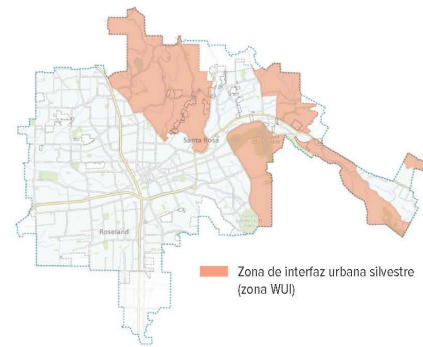 Santa Rosa
Roseland
Zona de interfaz urbana silvestre
(zona WUI)